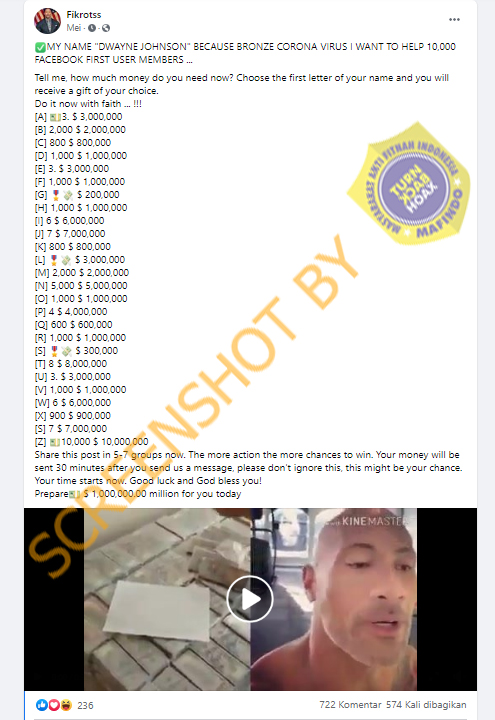 Fikrotss
Mei ·
✅MY NAME "DWAYNE JOHNSON" BECAUSE BRONZE CORONA VIRUS I WANT TO HELP 10,000
FACEBOOK FIRST USER MEMBERS ...
Tell me, how much money do you need now? Choose the first letter of your name and you will
receive a gift of your choice.
Do it now with faith ... !!!
[A] 💵3. $ 3,000,000
[B] 2,000 $ 2,000,000
[C] 800 $ 800,000
[D] 1,000 $ 1,000,000
[E] 3. $ 3,000,000
[F] 1,000 $ 1,000,000
[G] 🎖️ 💸 $ 200,000
[H] 1,000 $ 1,000,000
[I] 6 $ 6,000,000
[J] 7 $ 7,000,000
[K] 800 $ 800,000
[L] 🎖️ 💸 $ 3,000,000
[M] 2,000 $ 2,000,000
[N] 5,000 $ 5,000,000
[O] 1,000 $ 1,000,000
[P] 4 $ 4,000,000
[Q] 600 $ 600,000
[R] 1,000 $ 1,000,000
[S] 🎖️ 💸 $ 300,000
[T] 8 $ 8,000,000
[U] 3. $ 3,000,000
[V] 1,000 $ 1,000,000
[W] 6 $ 6,000,000
[X] 900 $ 900,000
[S] 7 $ 7,000,000
[Z] 💵10,000 $ 10,000,000
Share this post in 5-7 groups now. The more action the more chances to win. Your money will be
sent 30 minutes after you send us a message, please don't ignore this, this might be your chance.
Your time starts now. Good luck and God bless you!
Prepare💵 $ 1,000,000,00 million for you today
SCREENSHOT BY
MASYARAKAT ANTI FITNAH INDONESIA
TURN
BACK
HOAX
MAFINDO
KINEMASTER
236
722 Komentar 574 Kali dibagikan